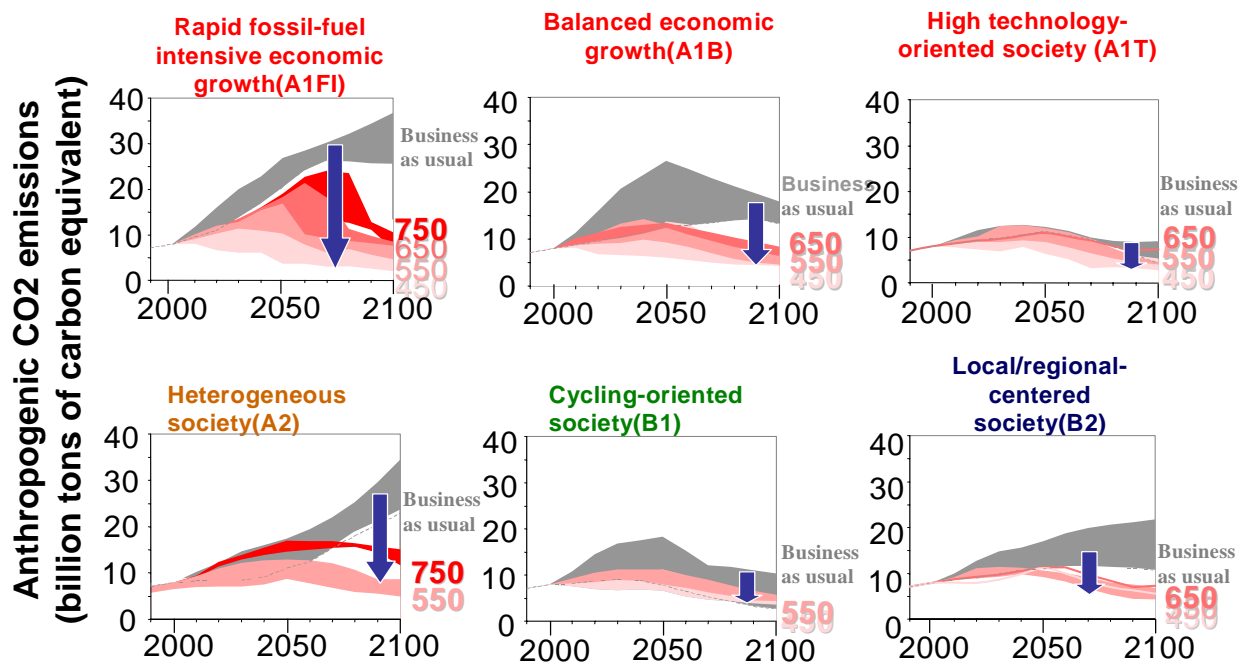 Anthropogenic CO2 emissions
(billion tons of carbon equivalent)
Rapid fossil-fuel
intensive economic
growth(A1FI)
40
30
20
10
0
2000 2050 2100
Business
as usual
750
650
550
450
Balanced economic
growth(A1B)
40
30
20
10
0
2000 2050 2100
Business
as usual
650
550
450
High technology-
oriented society (A1T)
40
30
20
10
0
2000 2050 2100
Business
as usual
650
550
450
Heterogeneous
society(A2)
40
30
20
10
0
2000 2050 2100
Business
as usual
750
550
Cycling-oriented
society(B1)
40
30
20
10
0
2000 2050 2100
Business
as usual
550
450
Local/regional-
centered
society(B2)
40
30
20
10
0
2000 2050 2100
Business
as usual
650
450